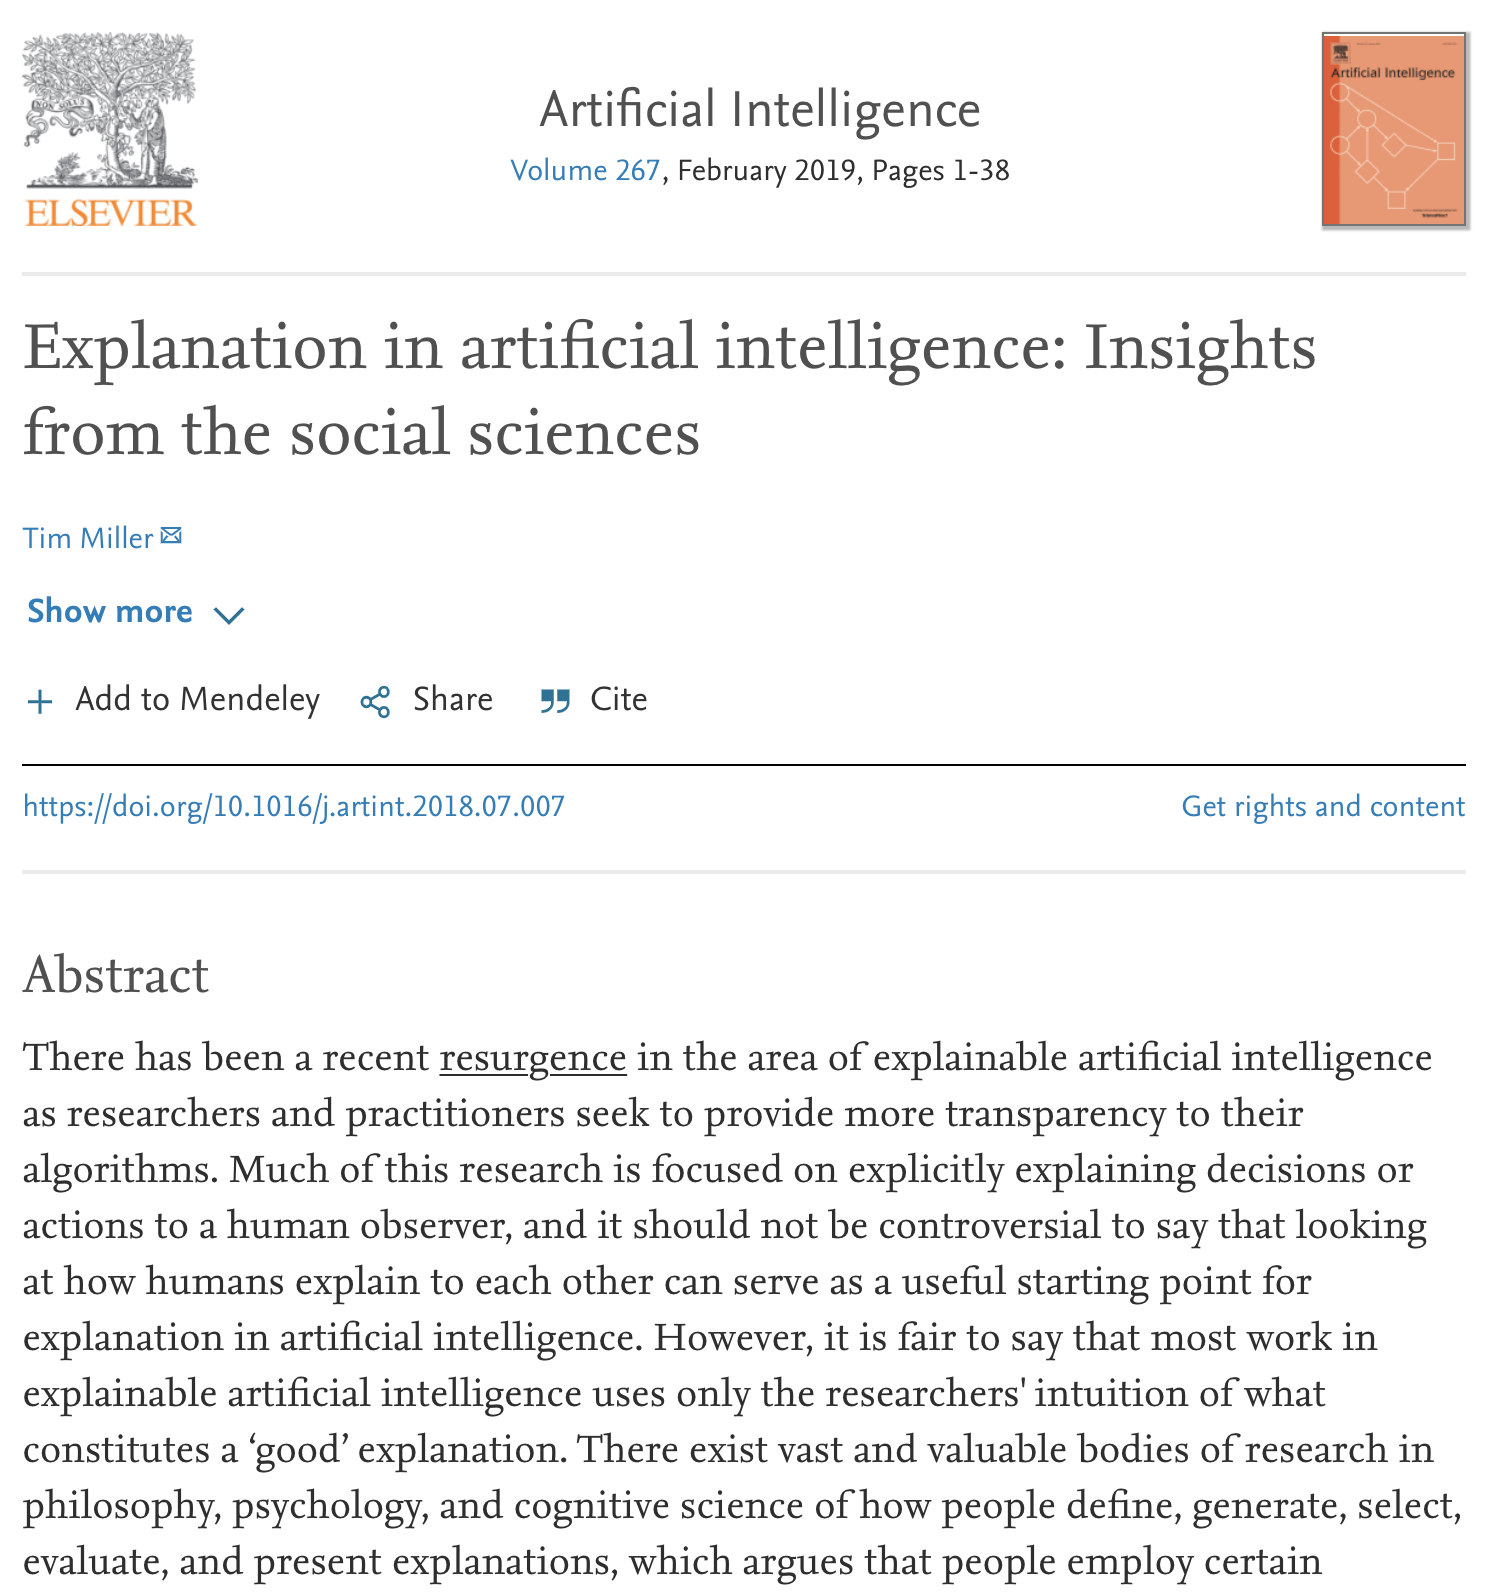 ELSEVIER
Artificial Intelligence
Volume 267, February 2019, Pages 1-38
Artificial Intelligence
Explanation in artificial intelligence: Insights
from the social sciences
Tim Miller
Show more
Add to Mendeley
Share
Cite
https://doi.org/10.1016/j.artint.2018.07.007
Get rights and content
Abstract
There has been a recent resurgence in the area of explainable artificial intelligence
as researchers and practitioners seek to provide more transparency to their
algorithms. Much of this research is focused on explicitly explaining decisions or
actions to a human observer, and it should not be controversial to say that looking
at how humans explain to each other can serve as a useful starting point for
explanation in artificial intelligence. However, it is fair to say that most work in
explainable artificial intelligence uses only the researchers' intuition of what
constitutes a ‘good’ explanation. There exist vast and valuable bodies of research in
philosophy, psychology, and cognitive science of how people define, generate, select,
evaluate, and present explanations, which argues that people employ certain